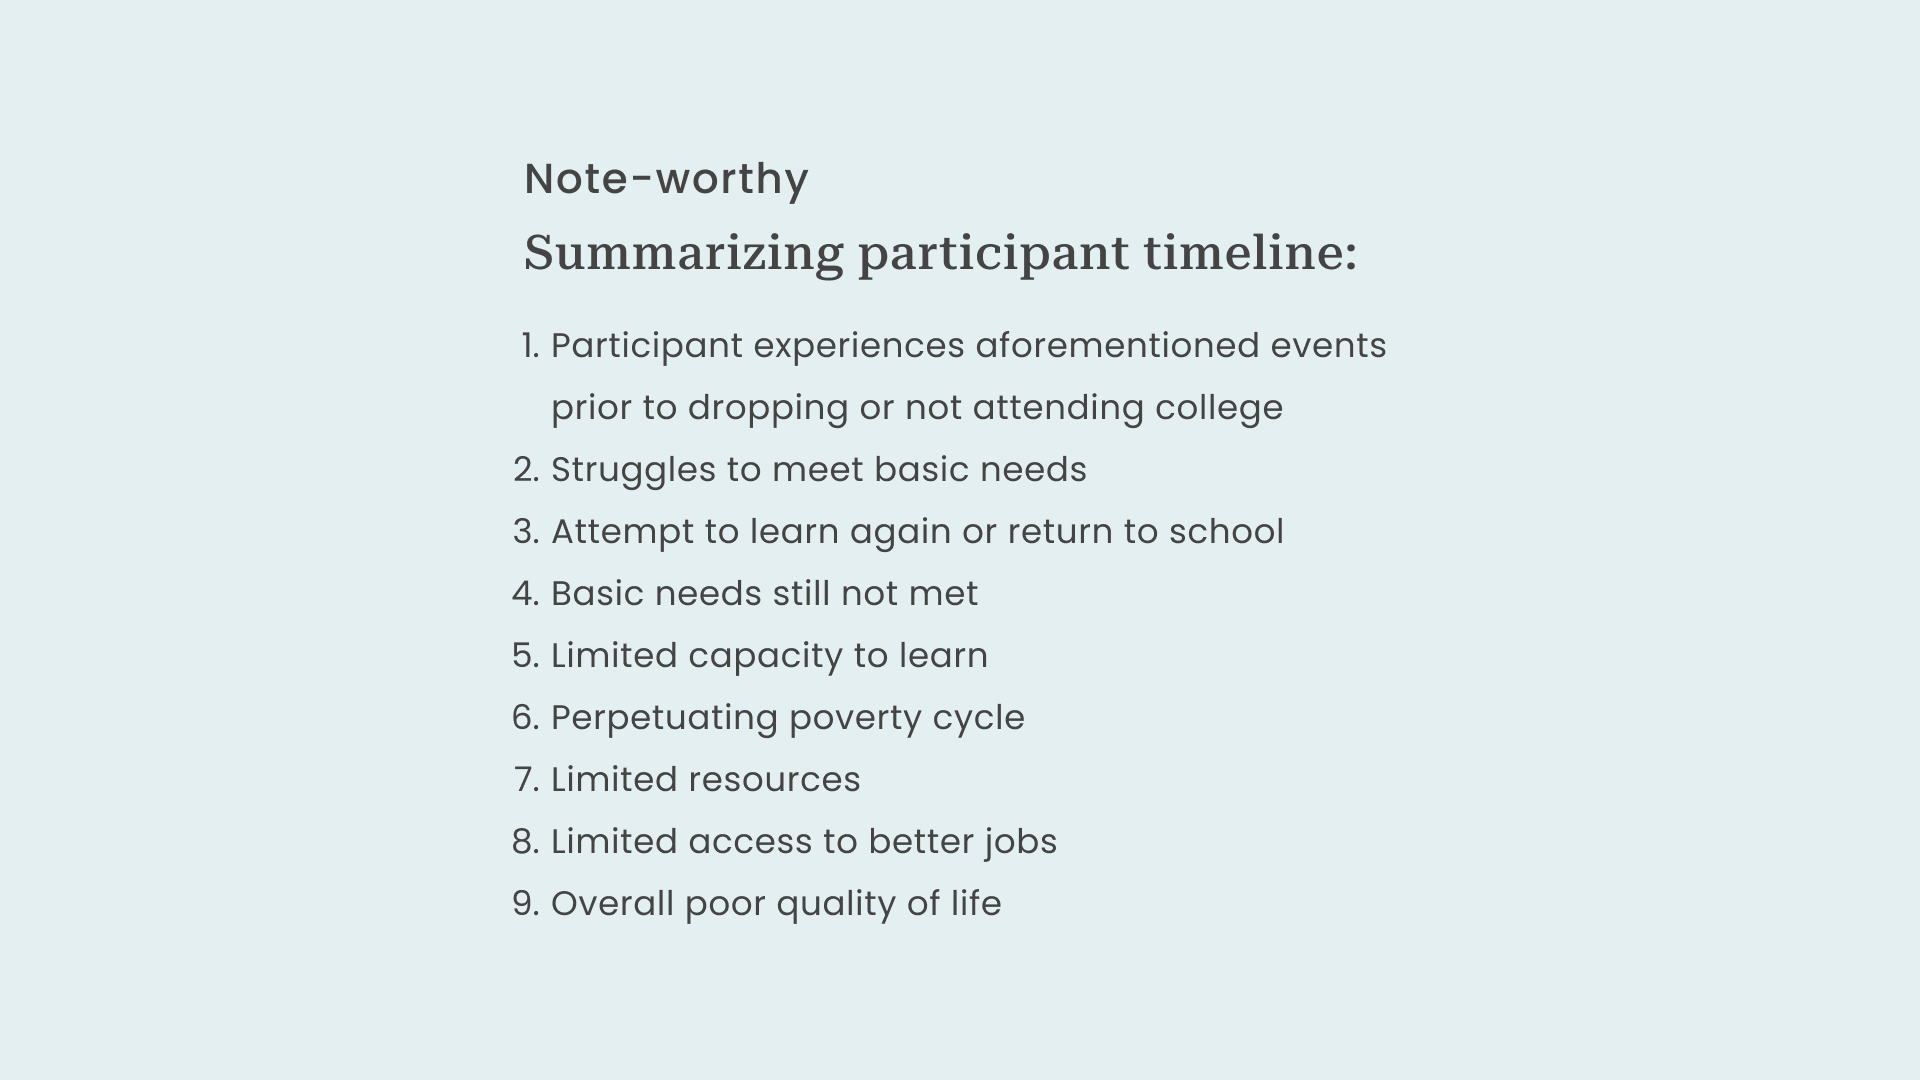 Note-worthy
Summarizing participant timeline:
1. Participant experiences aforementioned events
prior to dropping or not attending college
2. Struggles to meet basic needs
3. Attempt to learn again or return to school
4. Basic needs still not met
5. Limited capacity to learn
6. Perpetuating poverty cycle
7. Limited resources
8. Limited access to better jobs
9. Overall poor quality of life